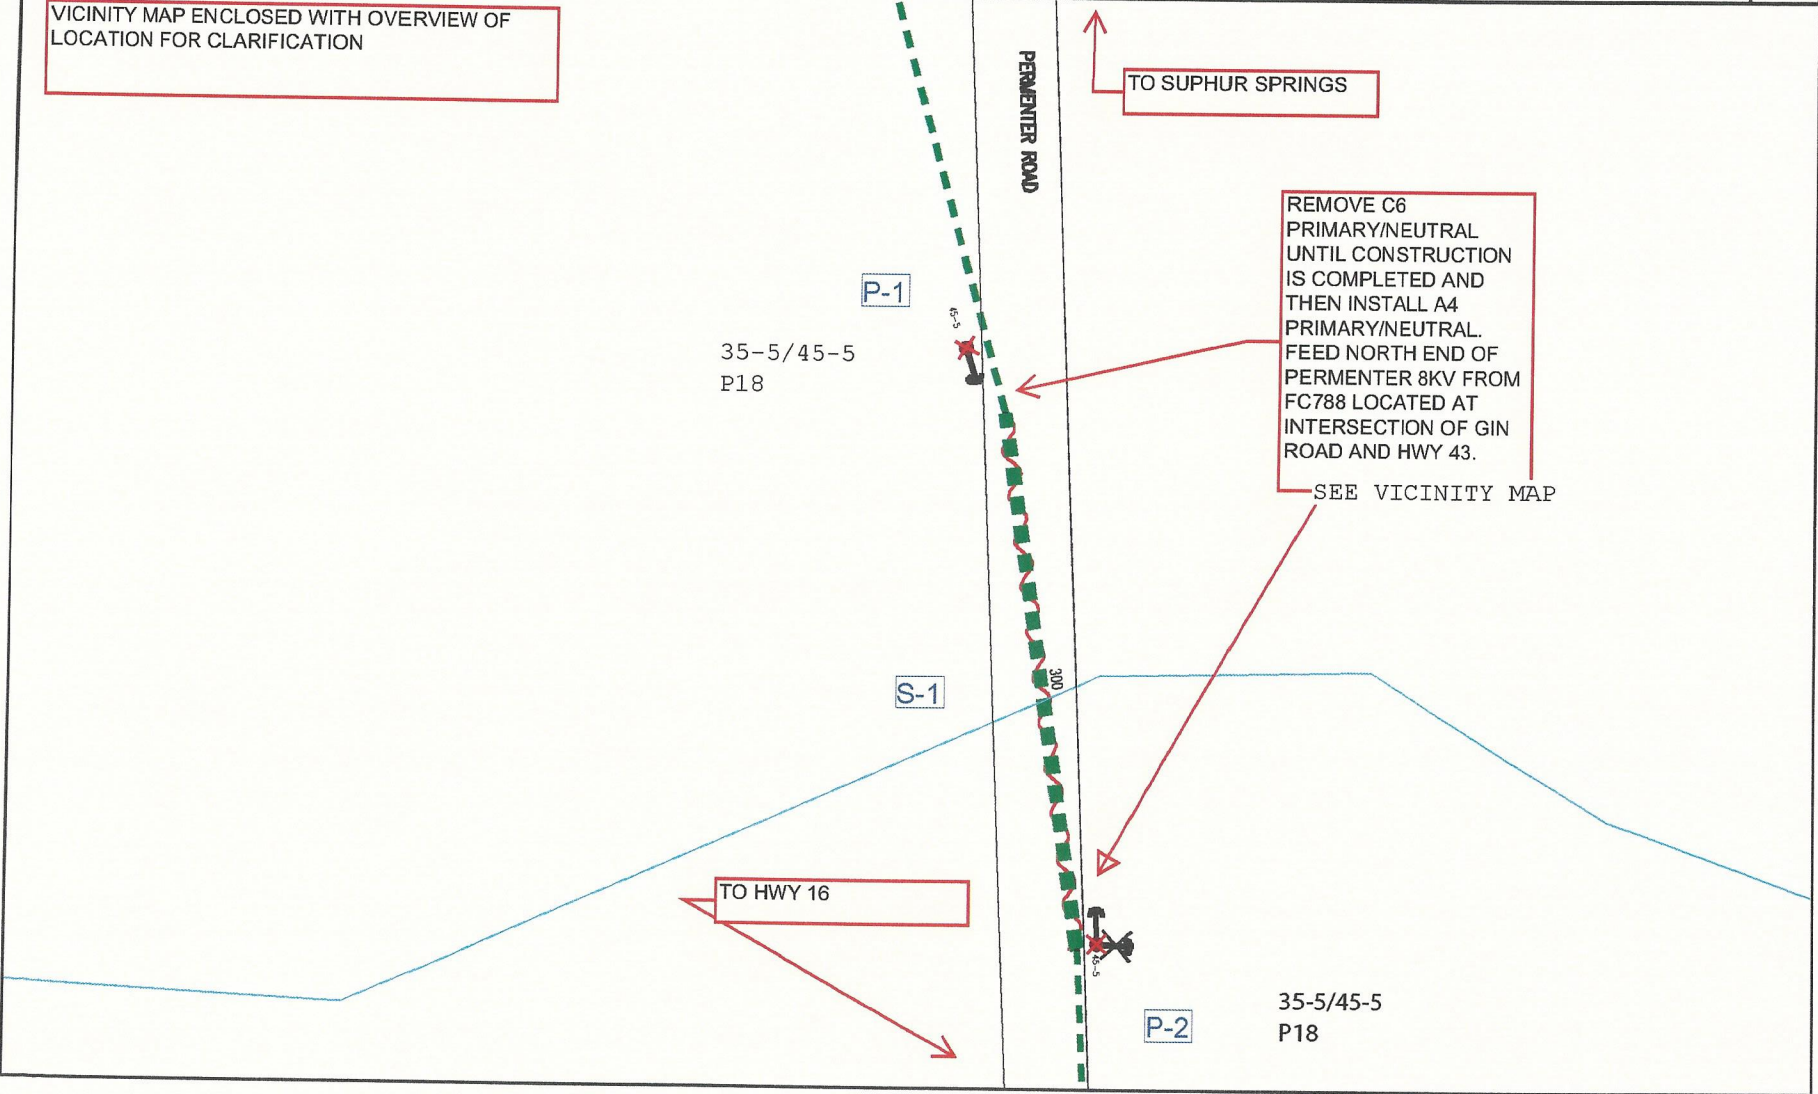 VICINITY MAP ENCLOSED WITH OVERVIEW OF
LOCATION FOR CLARIFICATION
PERMENTER ROAD
TO SUPHUR SPRINGS
REMOVE C6
PRIMARY/NEUTRAL
UNTIL CONSTRUCTION
IS COMPLETED AND
THEN INSTALL A4
PRIMARY/NEUTRAL.
FEED NORTH END OF
PERMENTER 8KV FROM
FC788 LOCATED AT
INTERSECTION OF GIN
ROAD AND HWY 43.
SEE VICINITY MAP
P-1
45-5
35-5/45-5
P18
S-1
300
TO HWY 16
45-5
P-2
35-5/45-5
P18